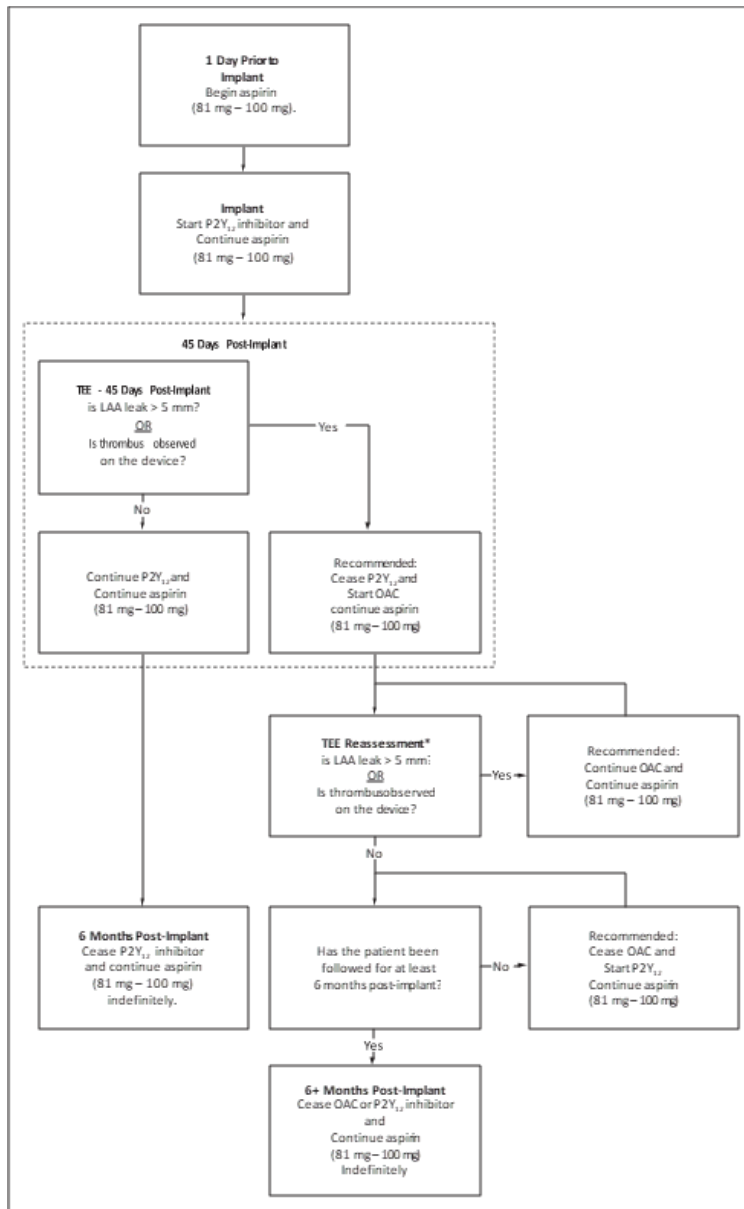 1 Day Prior to
Implant
Begin aspirin
(81 mg – 100 mg).
Implant
Start P2Y₁₂ inhibitor and
Continue aspirin
(81 mg – 100 mg)
45 Days Post-Implant
TEE - 45 Days Post-Implant
is LAA leak > 5 mm?
OR
Is thrombus observed
on the device?
Yes
No
Continue P2Y₁₂ and
Continue aspirin
(81 mg – 100 mg)
Recommended:
Cease P2Y₁₂ and
Start OAC
continue aspirin
(81 mg – 100 mg)
TEE Reassessment*
is LAA leak > 5 mm?
OR
Is thrombus observed
on the device?
Yes
Recommended:
Continue OAC and
Continue aspirin
(81 mg – 100 mg)
No
6 Months Post-Implant
Cease P2Y₁₂ inhibitor
and continue aspirin
(81 mg – 100 mg)
indefinitely.
Has the patient been
followed for at least
6 months post-implant?
No
Recommended:
Cease OAC and
Start P2Y₁₂
Continue aspirin
(81 mg – 100 mg)
Yes
6+ Months Post-Implant
Cease OAC or P2Y₁₂ inhibitor
and
Continue aspirin
(81 mg – 100 mg)
Indefinitely